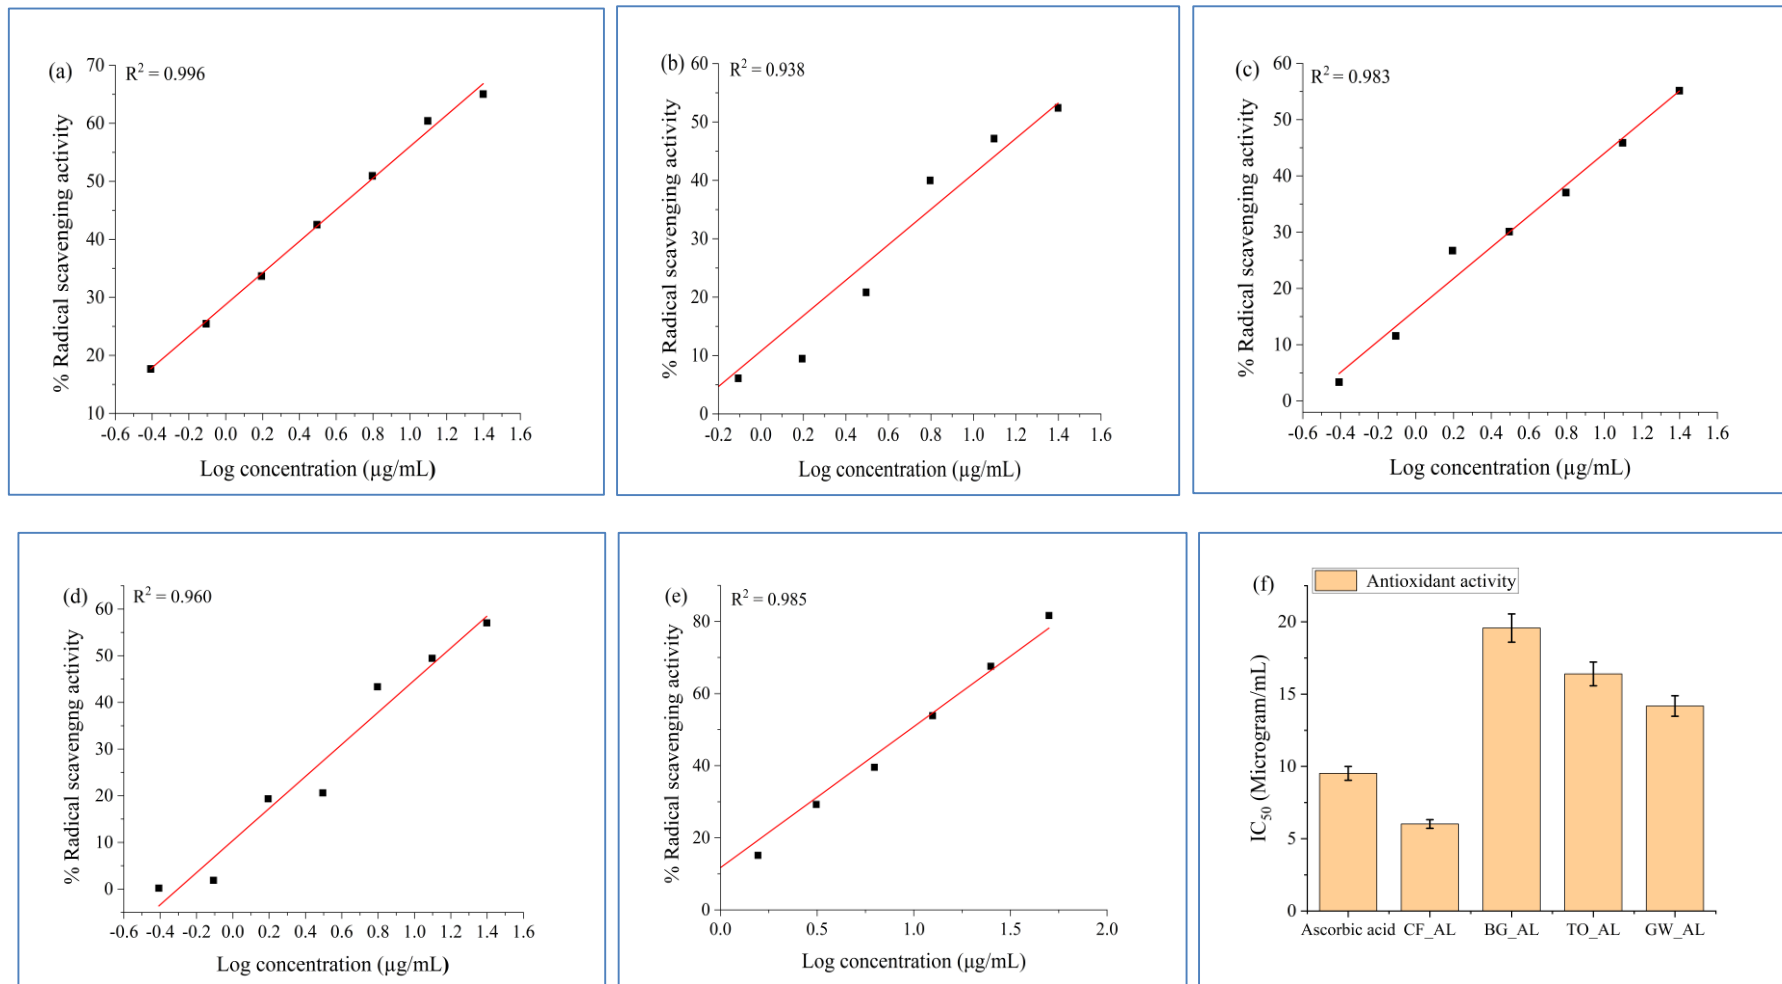 (a)
R² = 0.996
% Radical scavenging activity
70
60
50
40
30
20
10
-0.6 -0.4 -0.2 0.0 0.2 0.4 0.6 0.8 1.0 1.2 1.4 1.6
Log concentration (µg/mL)
(b)
R² = 0.938
% Radical scavenging activity
60
50
40
30
20
10
0
-0.2 0.0 0.2 0.4 0.6 0.8 1.0 1.2 1.4 1.6
Log concentration (µg/mL)
(c)
R² = 0.983
% Radical scavenging activity
60
50
40
30
20
10
0
-0.6 -0.4 -0.2 0.0 0.2 0.4 0.6 0.8 1.0 1.2 1.4 1.6
Log concentration (µg/mL)
(d)
R² = 0.960
% Radical scavengng activity
60
50
40
30
20
10
0
-0.6 -0.4 -0.2 0.0 0.2 0.4 0.6 0.8 1.0 1.2 1.4 1.6
Log concentration (µg/mL)
(e)
R² = 0.985
% Radical scavenging activity
80
60
40
20
0
0.0 0.5 1.0 1.5 2.0
Log concentration (µg/mL)
(f)
Antioxidant activity
IC₅₀ (Microgram/mL)
20
15
10
5
0
Ascorbic acid CF_AL BG_AL TO_AL GW_AL